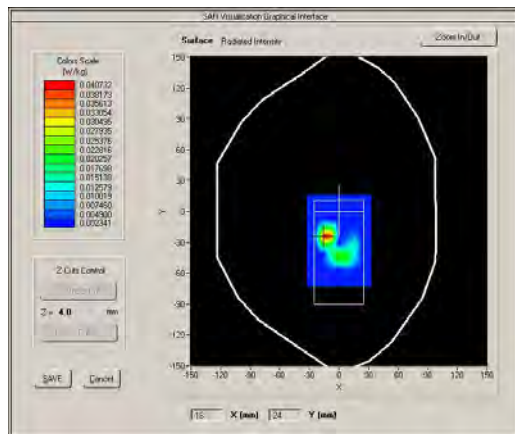 SAR Visualisation Graphical Interface
Surface Radiated Intensity
Zoom In/Out
Colors Scale
(W/kg)
0.040732
0.038173
0.035613
0.033054
0.030495
0.027935
0.025376
0.022816
0.020257
0.017698
0.015138
0.012579
0.010019
0.007460
0.004900
0.002341
150
120
90
60
30
0
-30
-60
-90
-120
-150
Y
-150 -120 -90 -60 -30 0 30 60 90 120 150
X
Z Cuts Control
Z = 4.0 mm
SAVE Cancel
X (mm) 24 Y (mm)